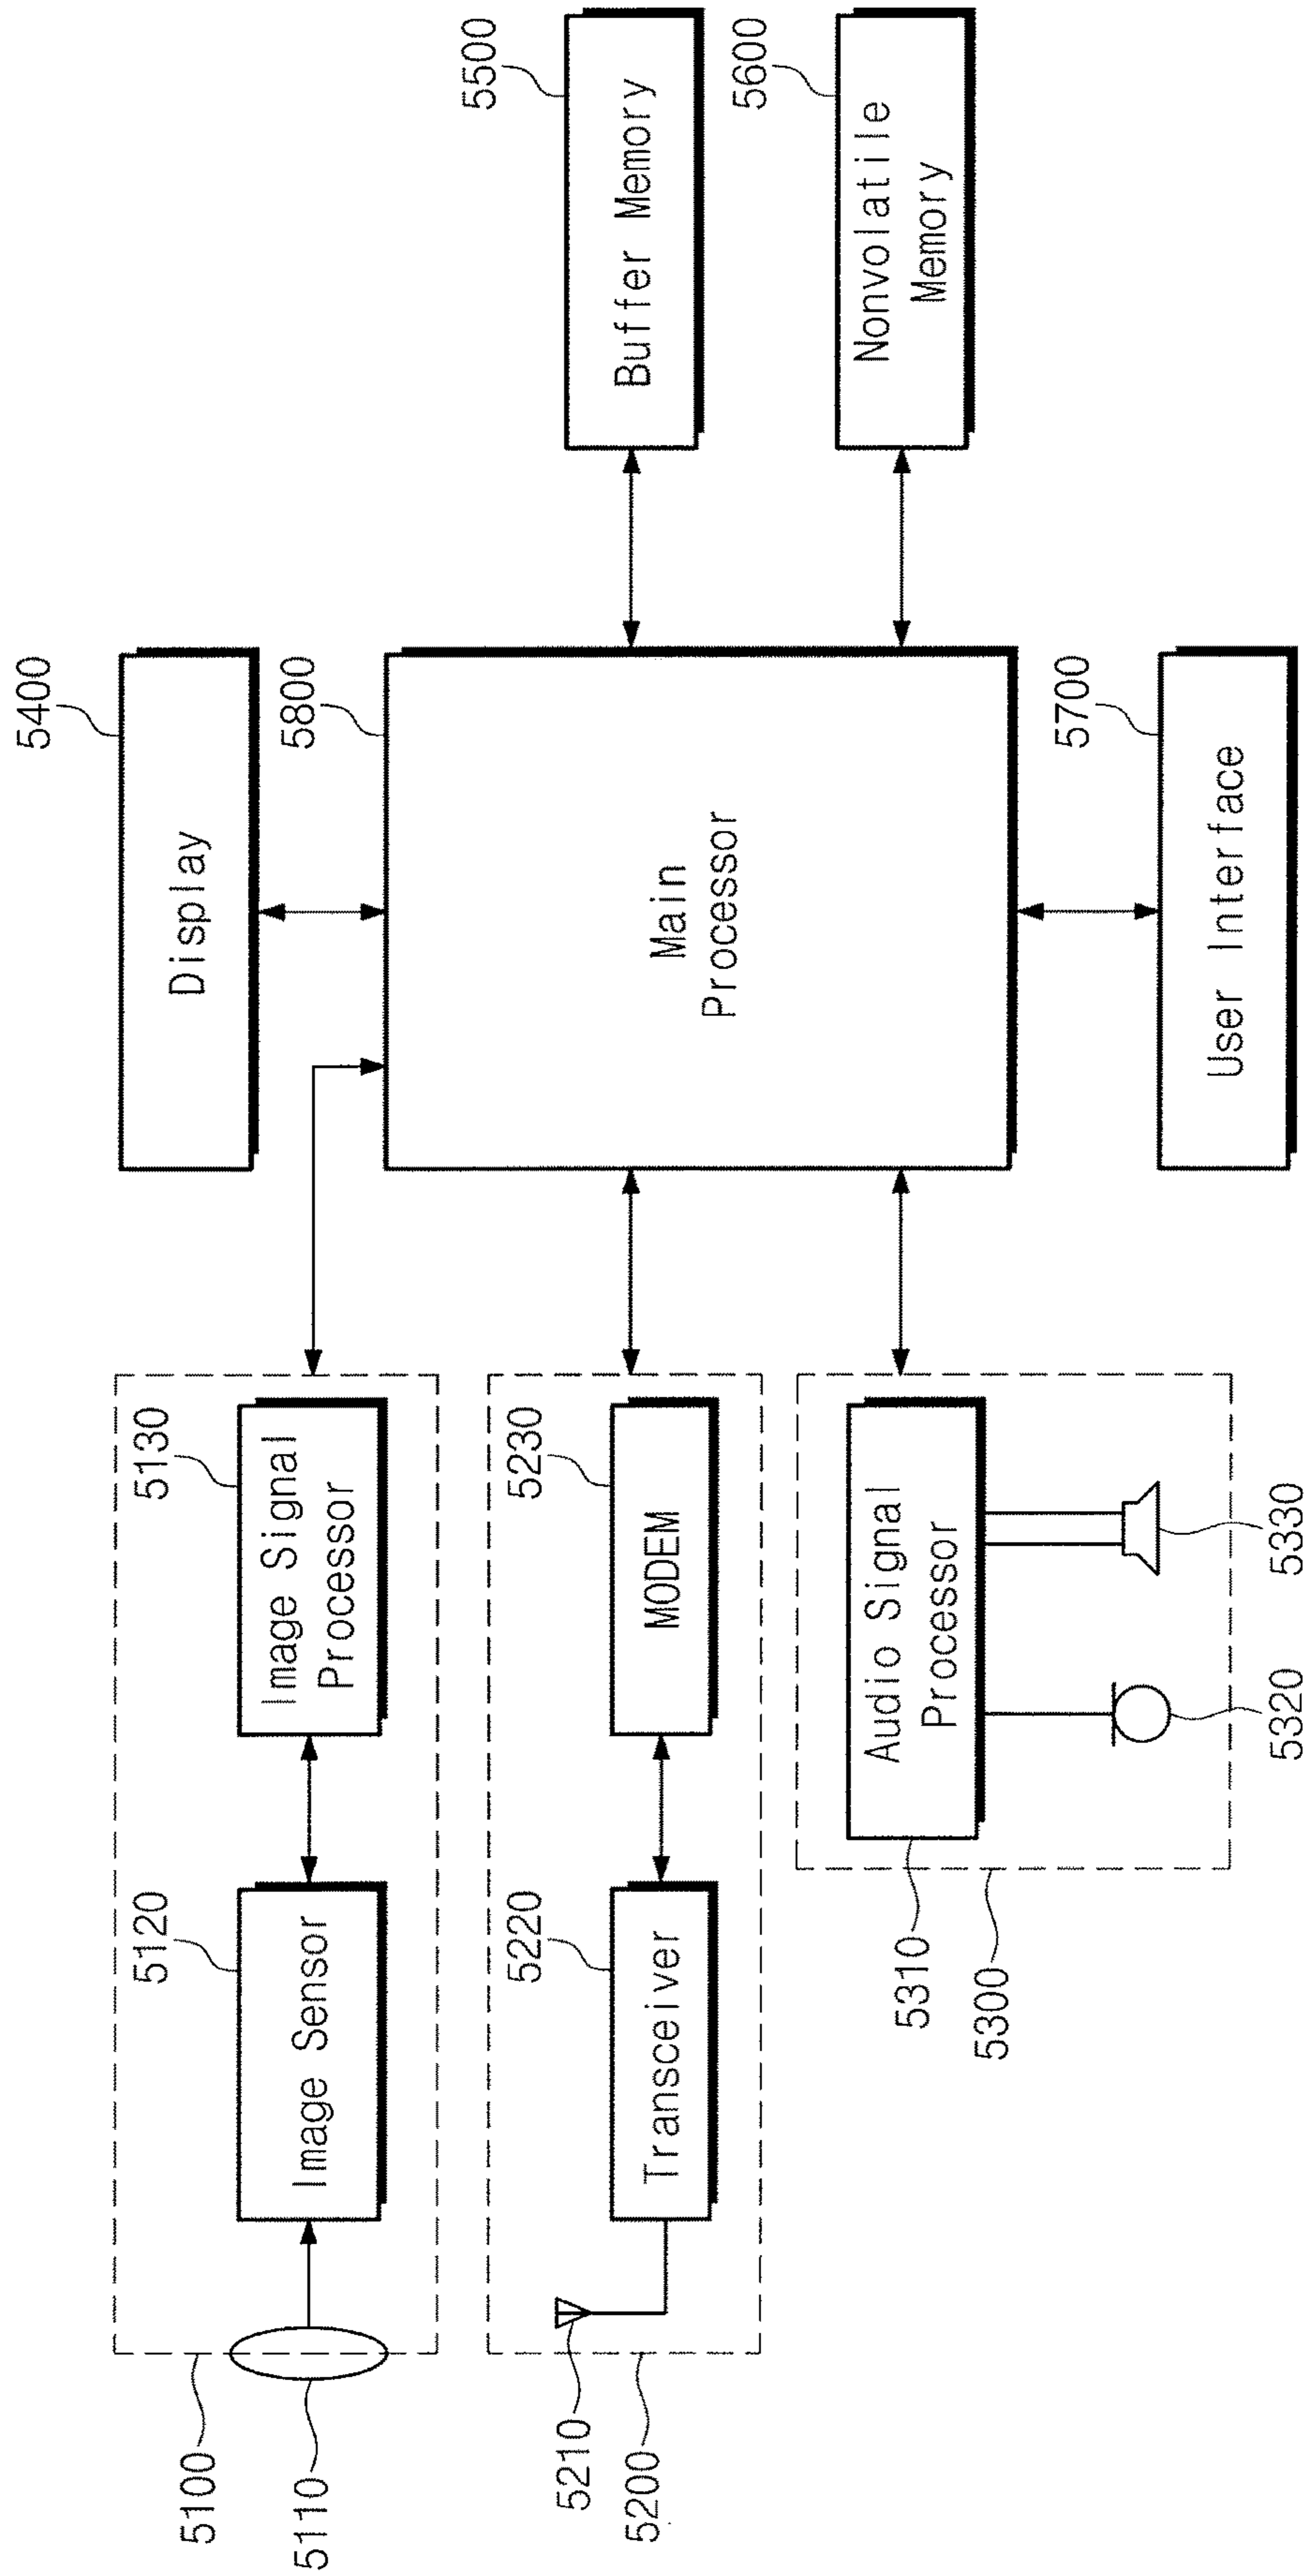 5100
5110
5120
Image Sensor
5130
Image Signal
Processor
5400
Display
5800
Main
Processor
5500
Buffer Memory
5600
Nonvolatile
Memory
5200
5210
5220
Transceiver
5230
MODEM
5300
5310
Audio Signal
Processor
5320
5330
5700
User Interface